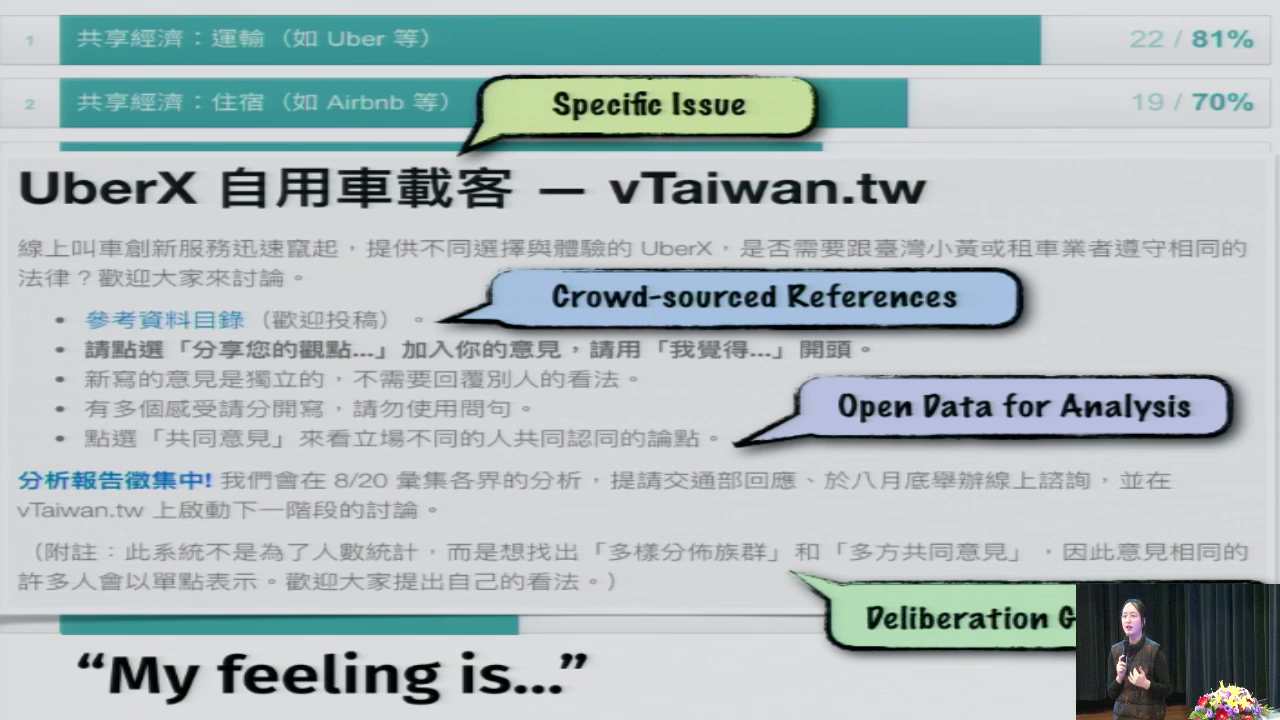 1 共享經濟：運輸（如 Uber 等） 22 / 81%
2 共享經濟：住宿（如 Airbnb 等） 19 / 70%
Specific Issue
UberX 自用車載客 — vTaiwan.tw
線上叫車創新服務迅速竄起，提供不同選擇與體驗的 UberX，是否需要跟臺灣小黃或租車業者遵守相同的
法律？歡迎大家來討論。
Crowd-sourced References
• 參考資料目錄 （歡迎投稿） 。
• 請點選「分享您的觀點...」加入你的意見，請用「我覺得...」開頭。
• 新寫的意見是獨立的，不需要回覆別人的看法。
Open Data for Analysis
• 有多個感受請分開寫，請勿使用問句。
• 點選「共同意見」來看立場不同的人共同認同的論點。
分析報告徵集中! 我們會在 8/20 彙集各界的分析，提請交通部回應、於八月底舉辦線上諮詢，並在
vTaiwan.tw 上啟動下一階段的討論。
（附註：此系統不是為了人數統計，而是想找出「多樣分佈族群」和「多方共同意見」，因此意見相同的
許多人會以單點表示。歡迎大家提出自己的看法。）
Deliberation G
“My feeling is...”